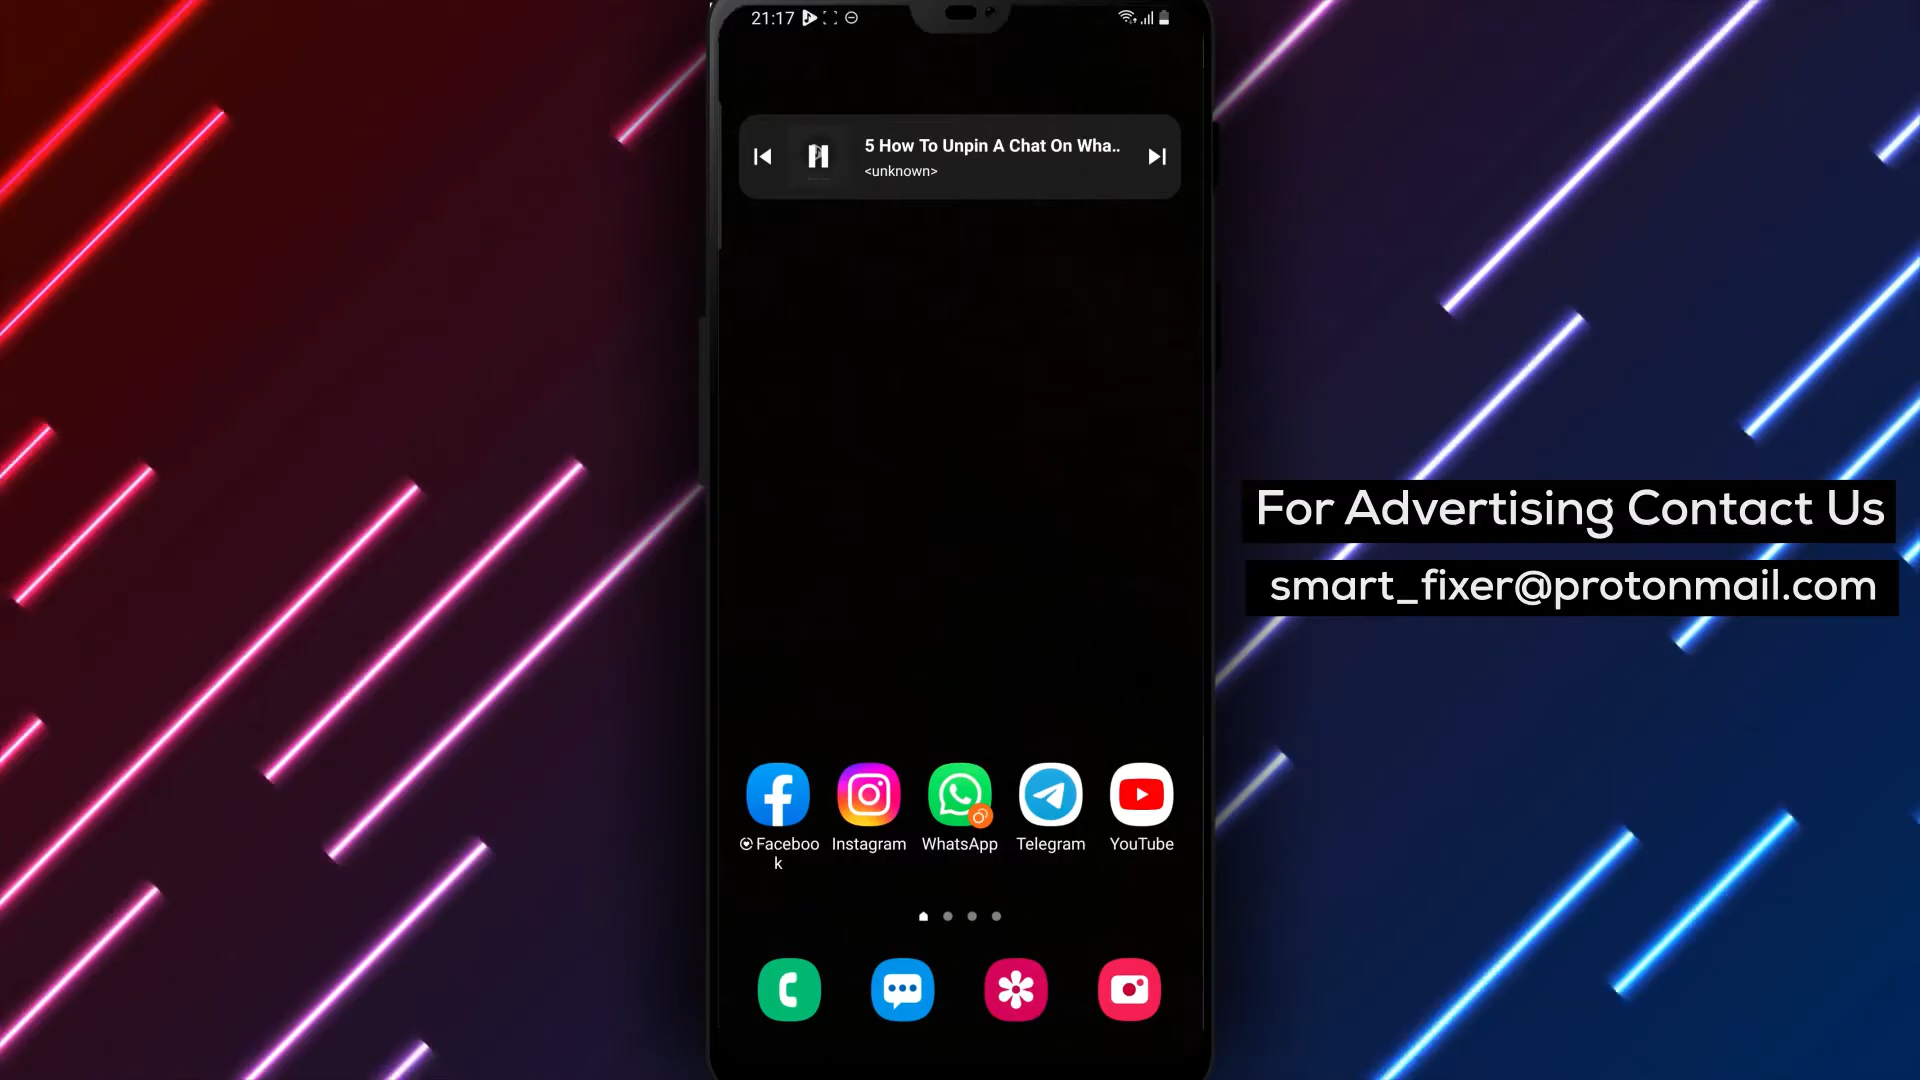 21:17
5 How To Unpin A Chat On Wha..
<unknown>
For Advertising Contact Us
smart_fixer@protonmail.com
Faceboo
k
Instagram
WhatsApp
Telegram
YouTube